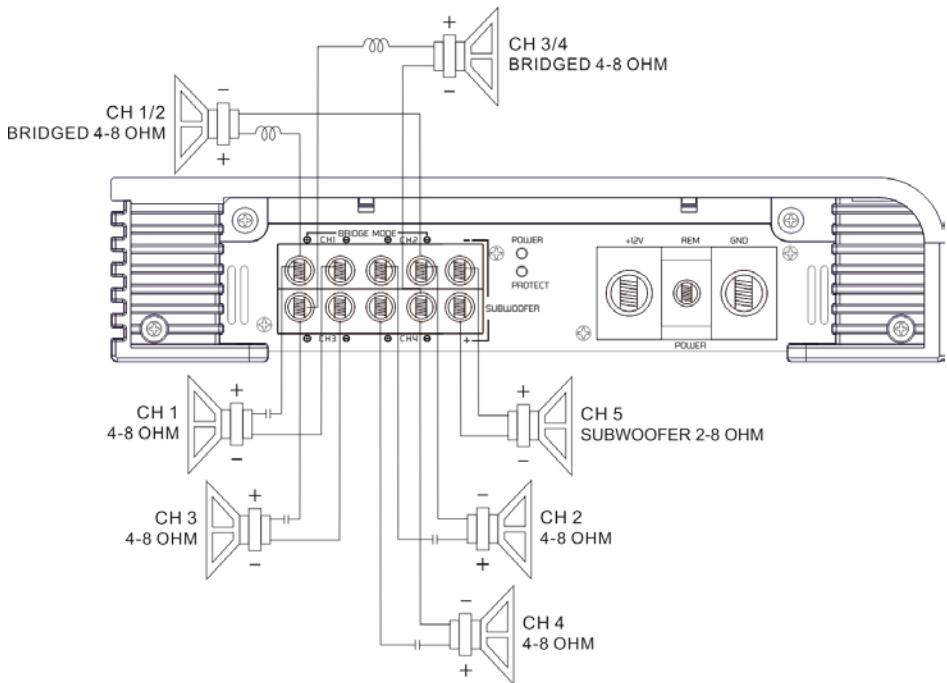 +
CH 3/4
BRIDGED 4-8 OHM
−
−
CH 1/2
BRIDGED 4-8 OHM
+
BRIDGE MODE
⊕ CH1 ⊖ ⊕ CH2 ⊖ −
POWER
PROTECT
SUBWOOFER
⊕ CH3 ⊖ ⊕ CH4 ⊖ +
+12V REM GND
POWER
+
CH 1
4-8 OHM
−
+
CH 5
SUBWOOFER 2-8 OHM
−
+
CH 3
4-8 OHM
−
−
CH 2
4-8 OHM
+
−
CH 4
4-8 OHM
+